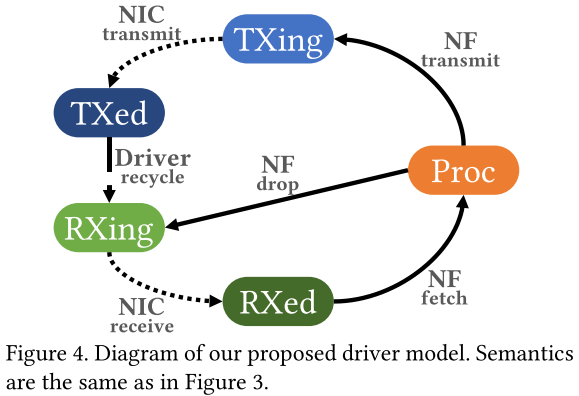 NIC
transmit
TXing
NF
transmit
TXed
Driver
recycle
NF
drop
Proc
RXing
NIC
receive
RXed
NF
fetch
Figure 4. Diagram of our proposed driver model. Semantics
are the same as in Figure 3.